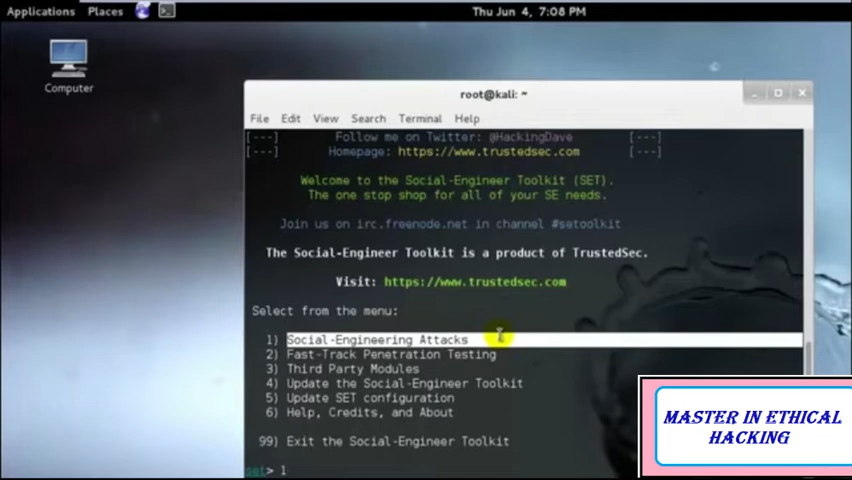 Applications Places
Thu Jun 4, 7:08 PM
Computer
root@kali: ~
File Edit View Search Terminal Help
[---] Follow me on Twitter: @HackingDave [---]
[---] Homepage: https://www.trustedsec.com [---]
Welcome to the Social-Engineer Toolkit (SET).
The one stop shop for all of your SE needs.
Join us on irc.freenode.net in channel #setoolkit
The Social-Engineer Toolkit is a product of TrustedSec.
Visit: https://www.trustedsec.com
Select from the menu:
1) Social-Engineering Attacks
2) Fast-Track Penetration Testing
3) Third Party Modules
4) Update the Social-Engineer Toolkit
5) Update SET configuration
6) Help, Credits, and About
99) Exit the Social-Engineer Toolkit
set> 1
MASTER IN ETHICAL
HACKING